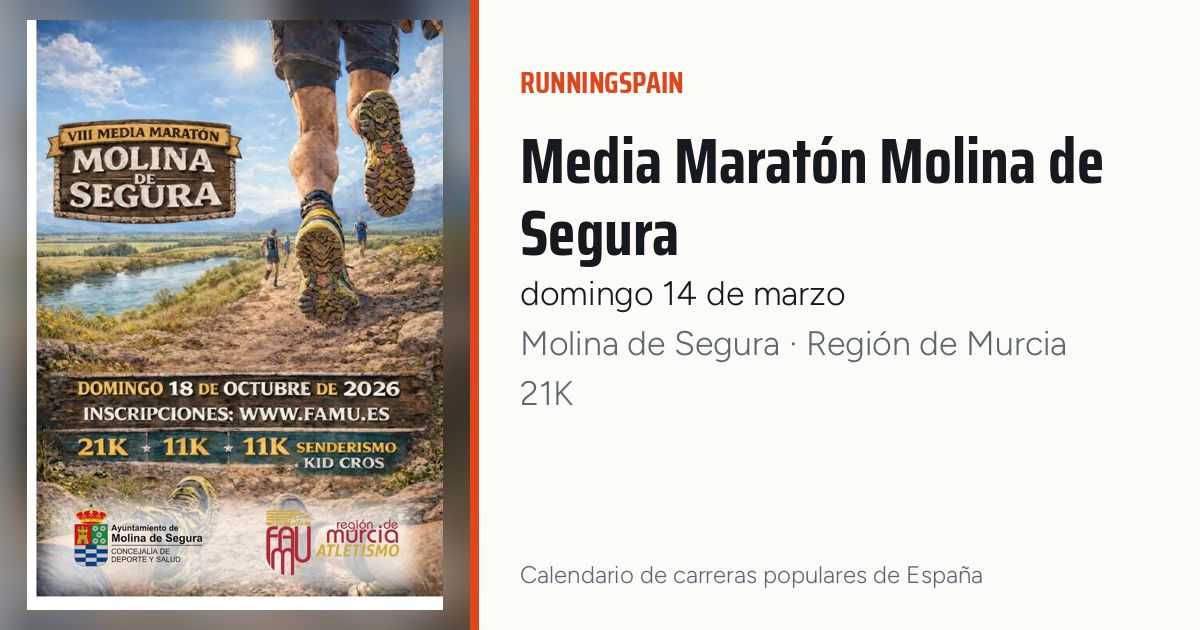 VIII MEDIA MARATÓN
MOLINA
DE
SEGURA
DOMINGO 18 DE OCTUBRE DE 2026
INSCRIPCIONES: WWW.FAMU.ES
21K ★ 11K ★ 11K SENDERISMO
. KID CROS
Ayuntamiento de
Molina de Segura
CONCEJALÍA DE
DEPORTE Y SALUD
FAMU
región de
murcia
ATLETISMO
RUNNINGSPAIN
Media Maratón Molina de
Segura
domingo 14 de marzo
Molina de Segura · Región de Murcia
21K
Calendario de carreras populares de España